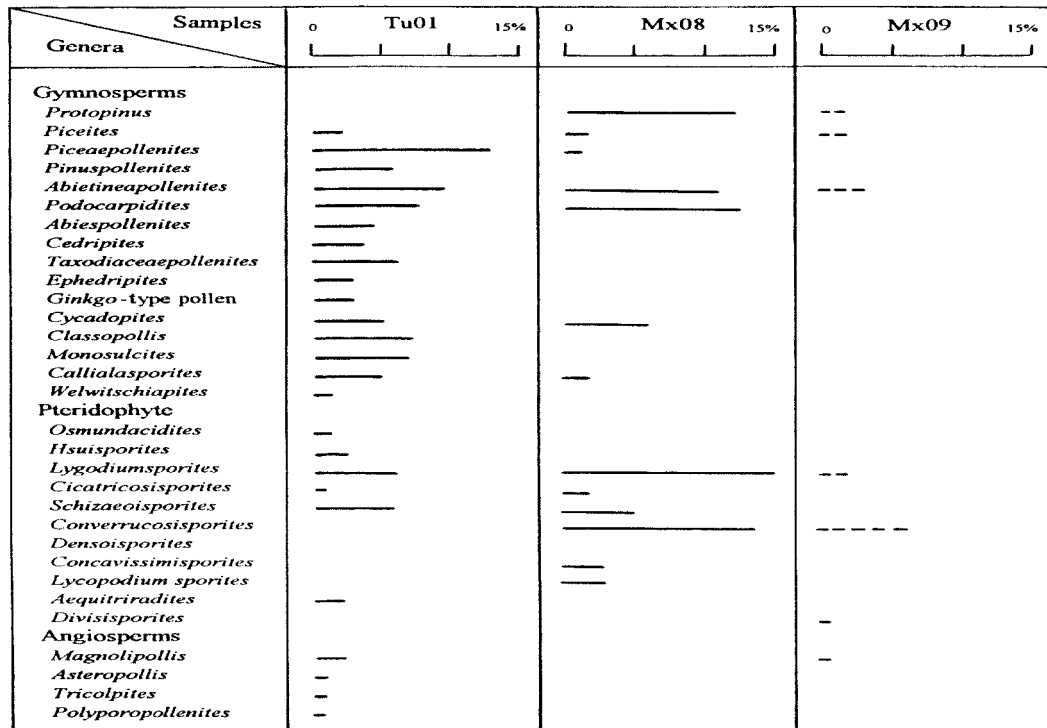 Samples Tu01 Mx08 Mx09
Genera 0 15% 0 15% 0 15%
Gymnosperms
Protopinus
Piceites
Piceaepollenites
Pinuspollenites
Abietineapollenites
Podocarpidites
Abiespollenites
Cedripites
Taxodiaceaepollenites
Ephedripites
Ginkgo-type pollen
Cycadopites
Classopollis
Monosulcites
Callialasporites
Welwitschiapites
Pteridophyte
Osmundacidites
Hsuisporites
Lygodiumsporites
Cicatricosisporites
Schizaeoisporites
Converrucosisporites
Densoisporites
Concavissimisporites
Lycopodium sporites
Aequitriradites
Divisisporites
Angiosperms
Magnolipollis
Asteropollis
Tricolpites
Polyporopollenites